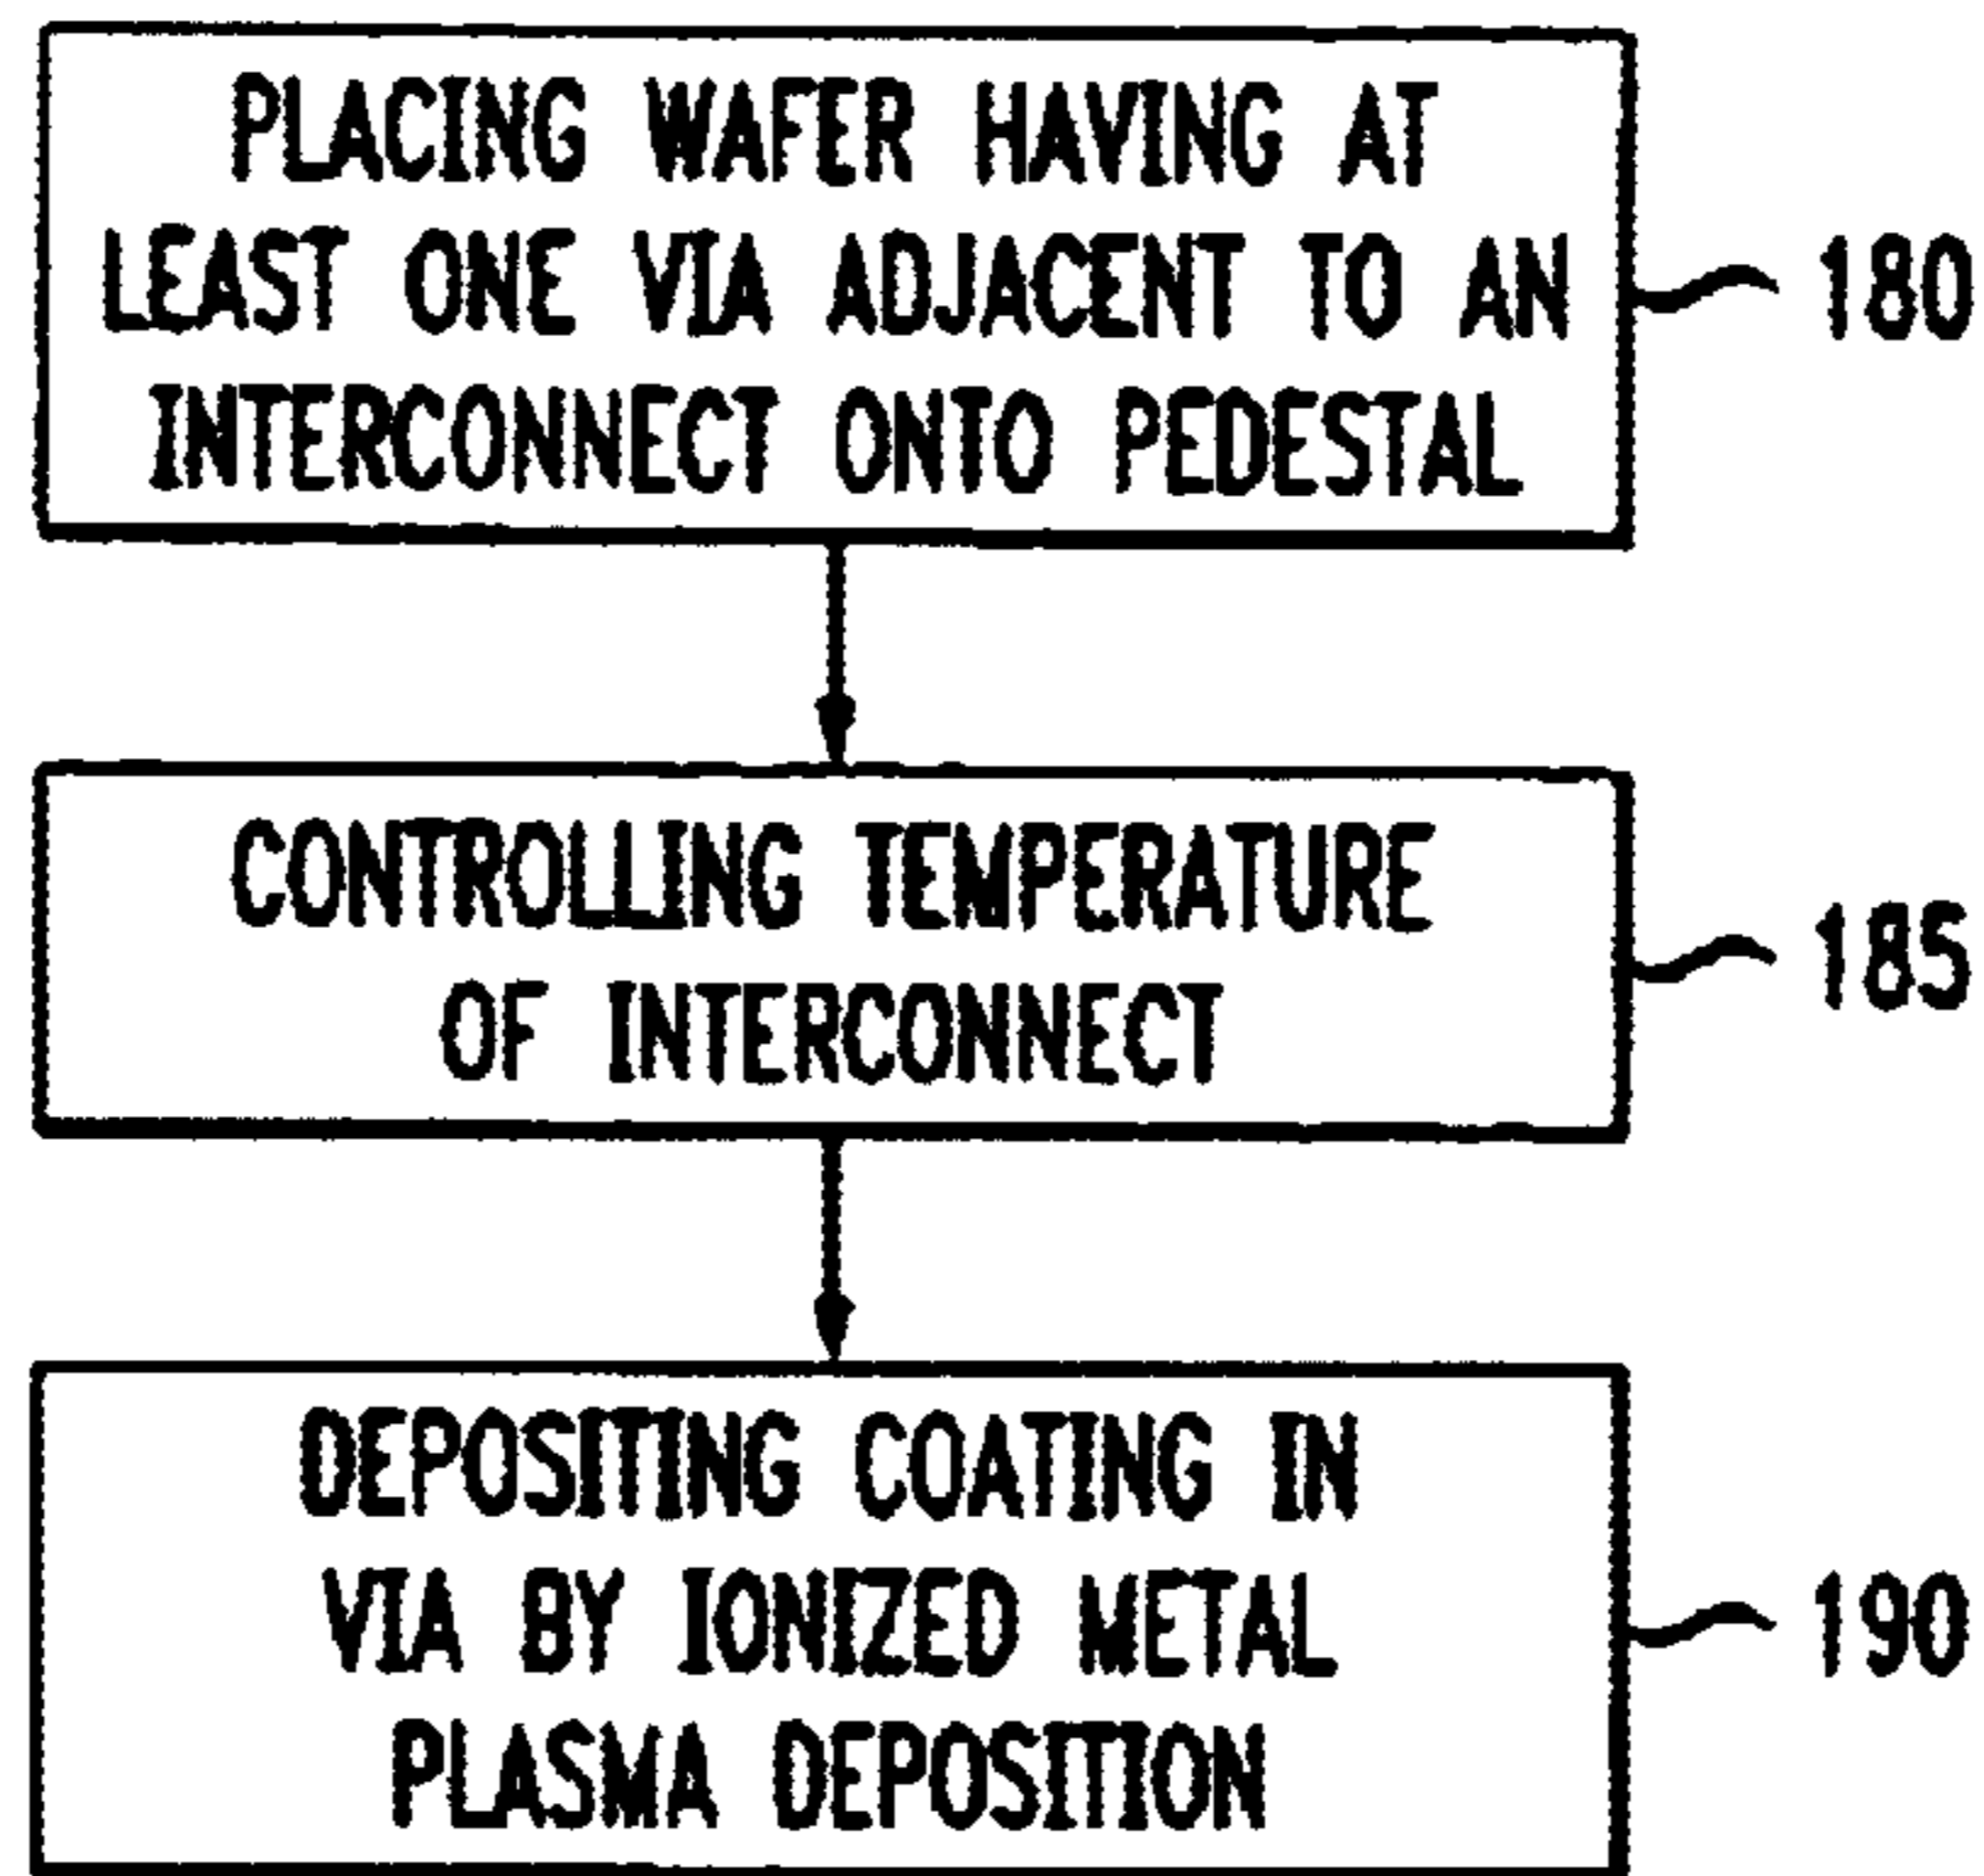 PLACING WAFER HAVING AT
LEAST ONE VIA ADJACENT TO AN
INTERCONNECT ONTO PEDESTAL
180
CONTROLLING TEMPERATURE
OF INTERCONNECT
185
DEPOSITING COATING IN
VIA BY IONIZED METAL
PLASMA DEPOSITION
190